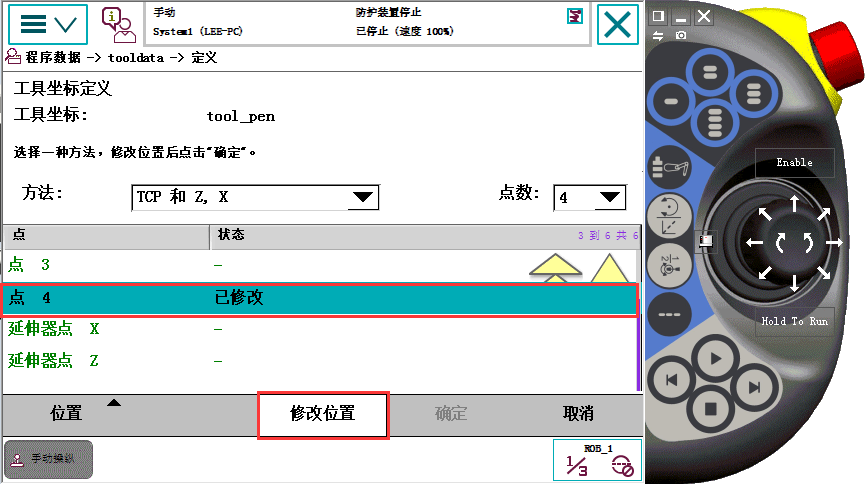 手动
System1 (LEE-PC)
防护装置停止
已停止 (速度 100%)
程序数据 -> tooldata -> 定义
工具坐标定义
工具坐标: tool_pen
选择一种方法，修改位置后点击"确定"。
方法: TCP 和 Z, X 点数: 4
点 状态 3 到 6 共 6
点 3 –
点 4 已修改
延伸器点 X –
延伸器点 Z –
位置 修改位置 确定 取消
手动操纵
ROB_1
1/3
Enable
Hold To Run